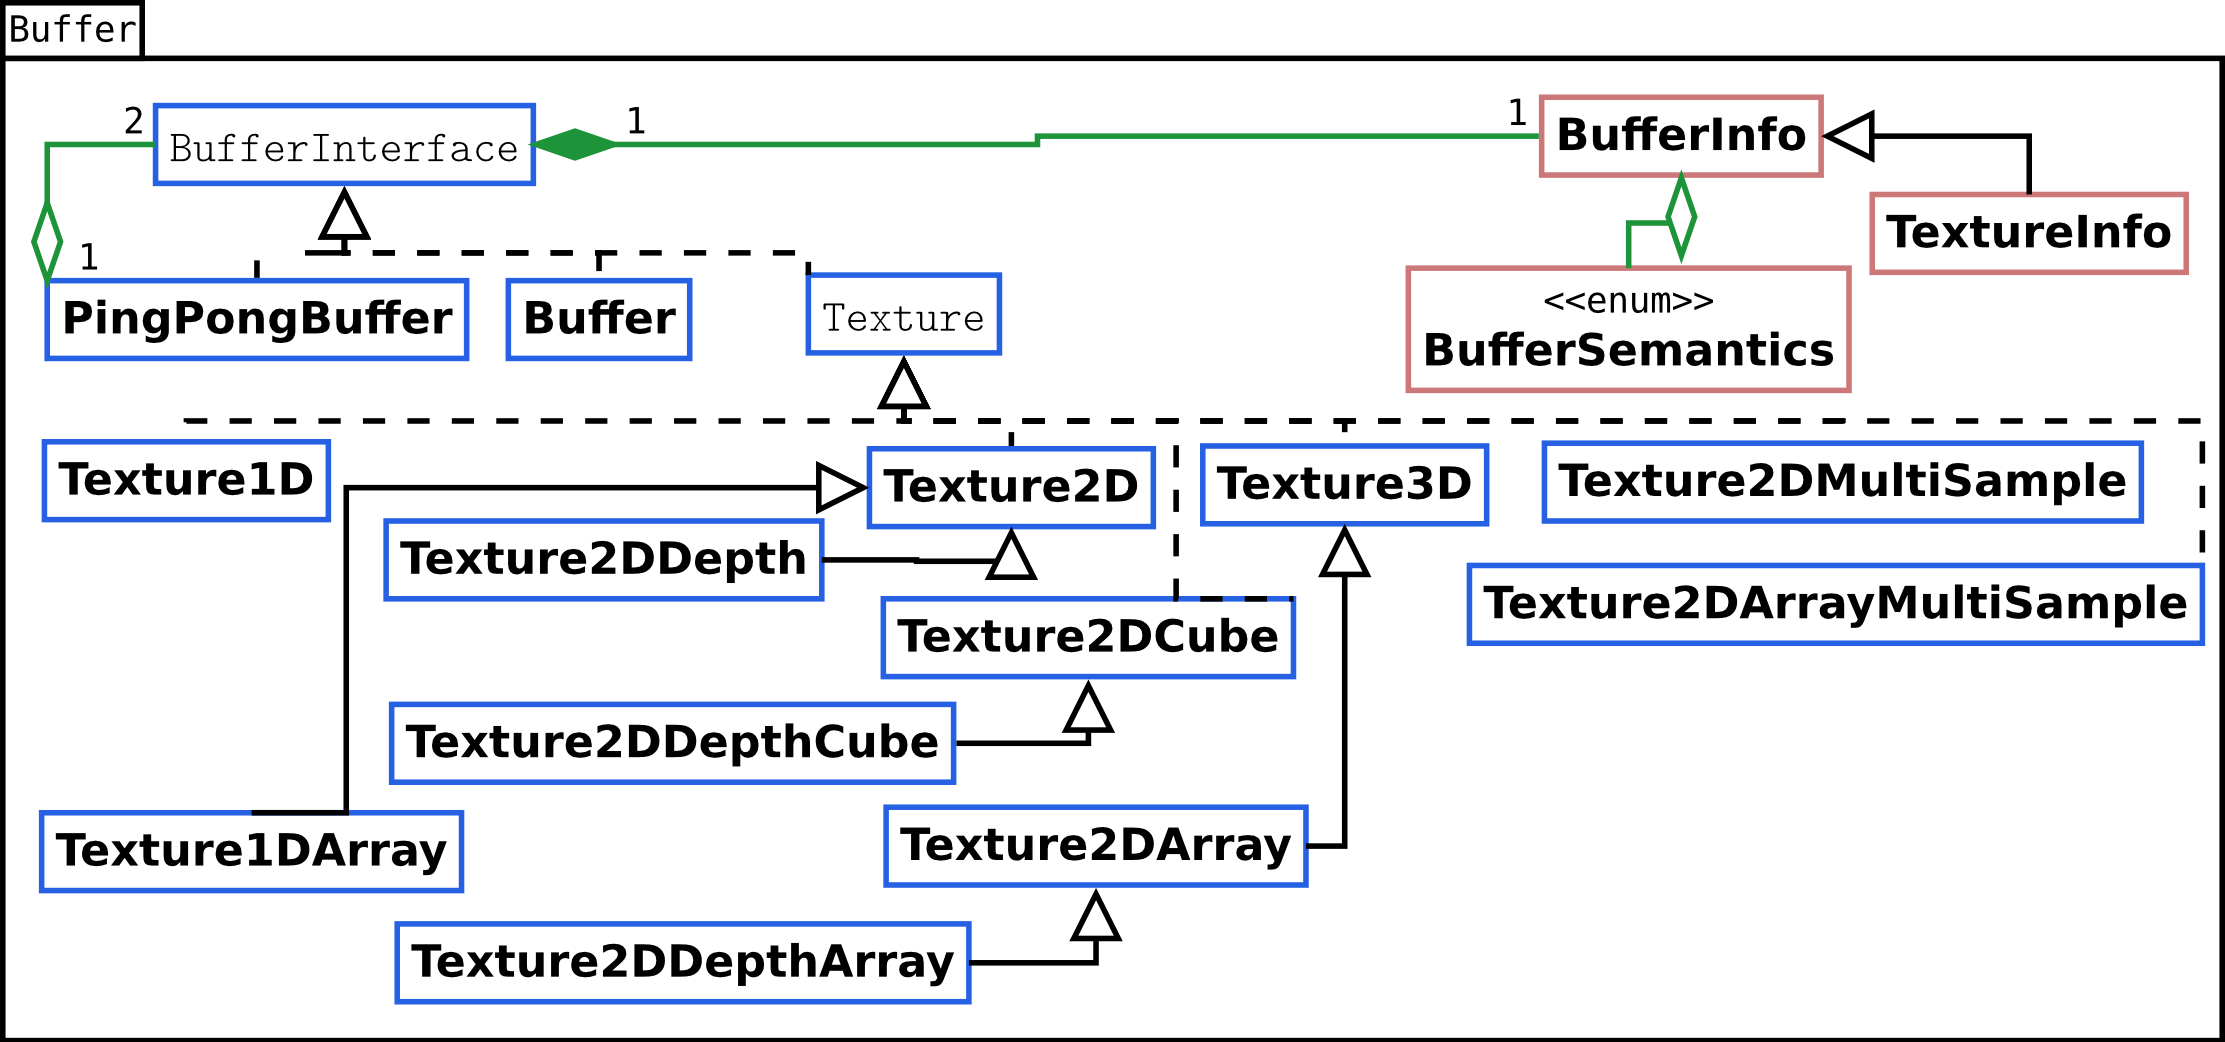 Buffer
2
BufferInterface
1
1
BufferInfo
TextureInfo
1
PingPongBuffer
Buffer
Texture
<<enum>>
BufferSemantics
Texture1D
Texture2D
Texture3D
Texture2DMultiSample
Texture2DDepth
Texture2DArrayMultiSample
Texture2DCube
Texture2DDepthCube
Texture1DArray
Texture2DArray
Texture2DDepthArray